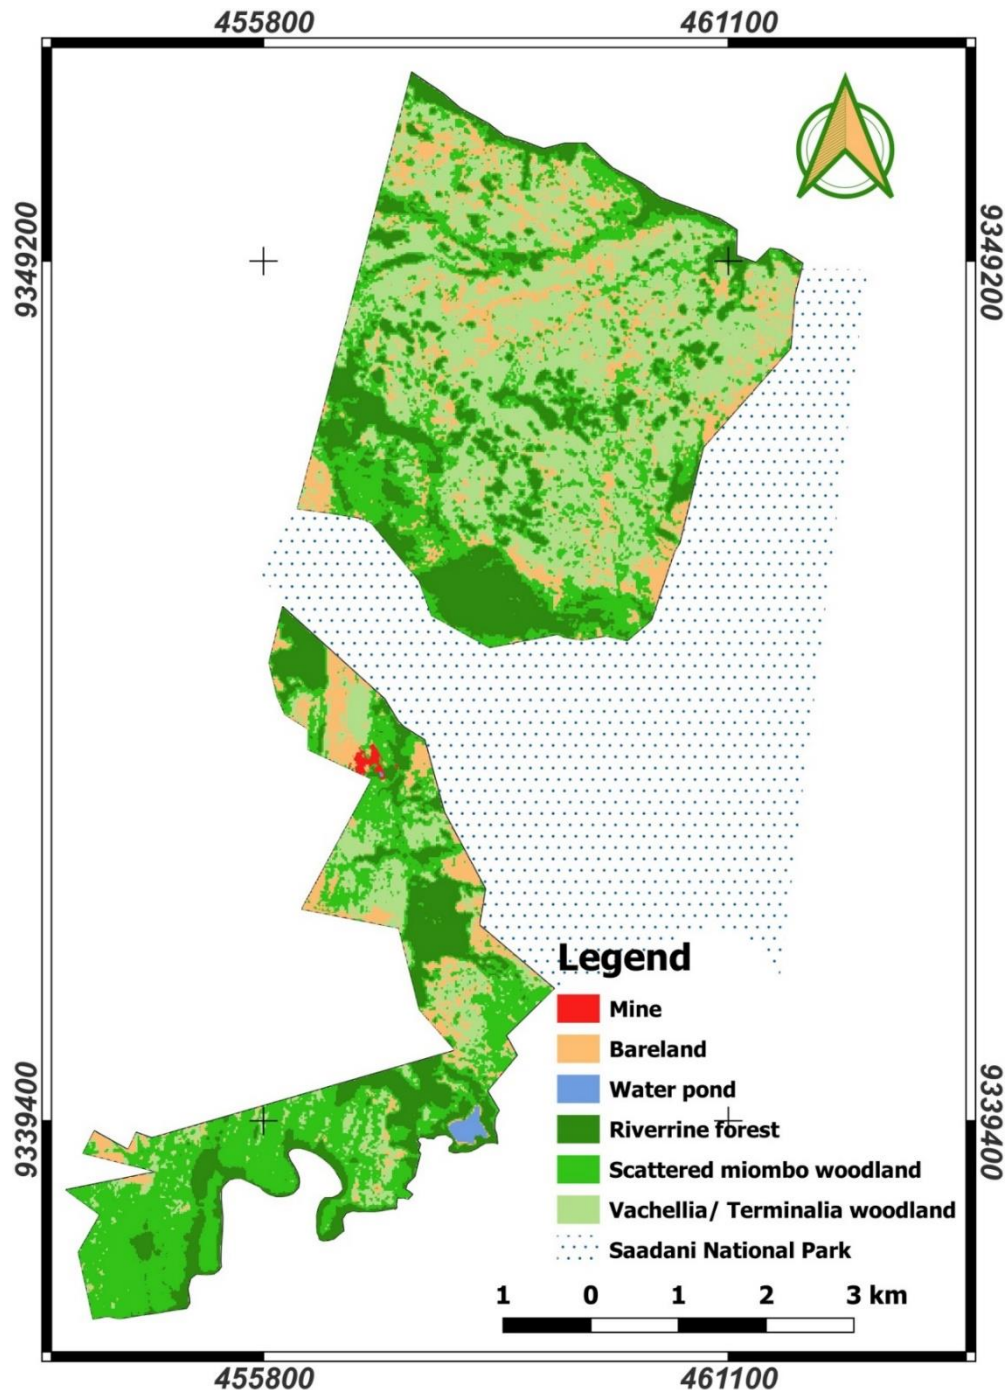 455800 461100
9349200 9349200
Legend
Mine
Bareland
Water pond
Riverrine forest
Scattered miombo woodland
Vachellia/ Terminalia woodland
Saadani National Park
9339400 9339400
1 0 1 2 3 km
455800 461100